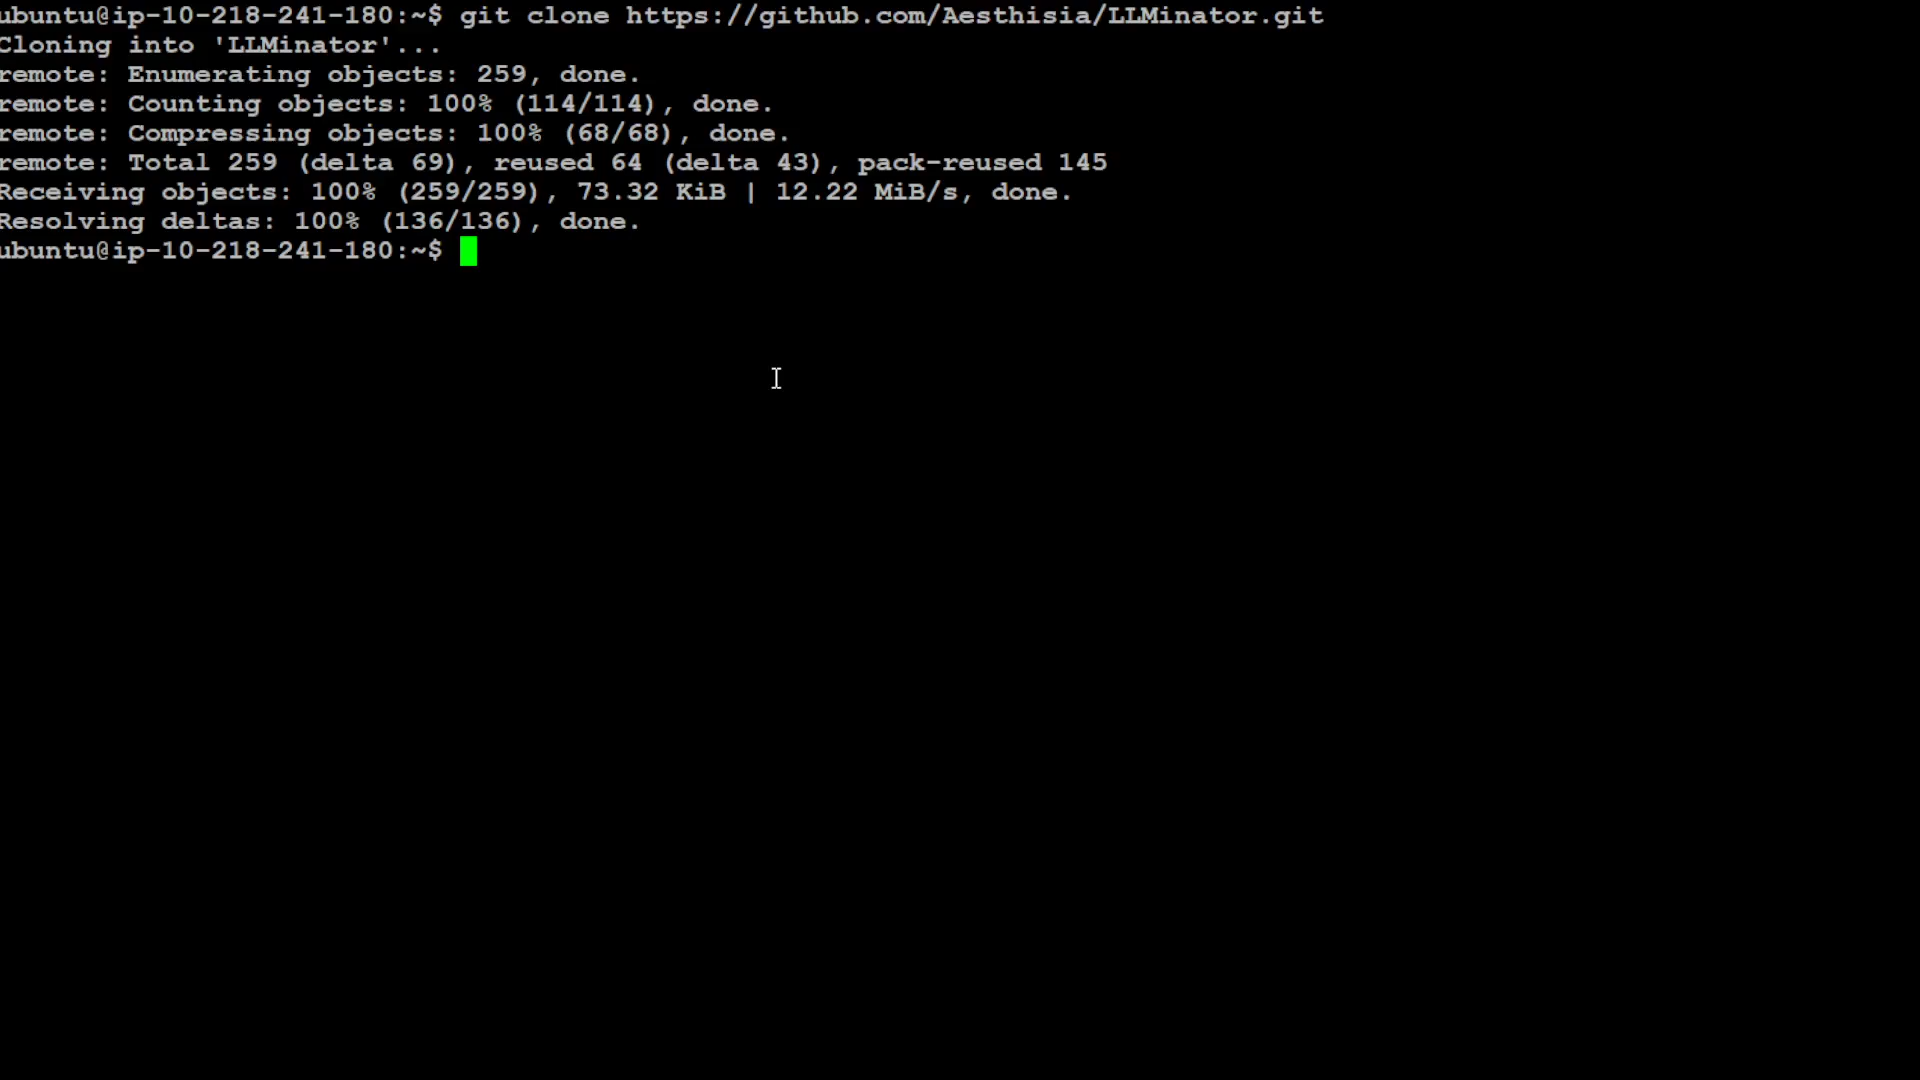 ubuntu@ip-10-218-241-180:~$ git clone https://github.com/Aesthisia/LLMinator.git
Cloning into 'LLMinator'...
remote: Enumerating objects: 259, done.
remote: Counting objects: 100% (114/114), done.
remote: Compressing objects: 100% (68/68), done.
remote: Total 259 (delta 69), reused 64 (delta 43), pack-reused 145
Receiving objects: 100% (259/259), 73.32 KiB | 12.22 MiB/s, done.
Resolving deltas: 100% (136/136), done.
ubuntu@ip-10-218-241-180:~$